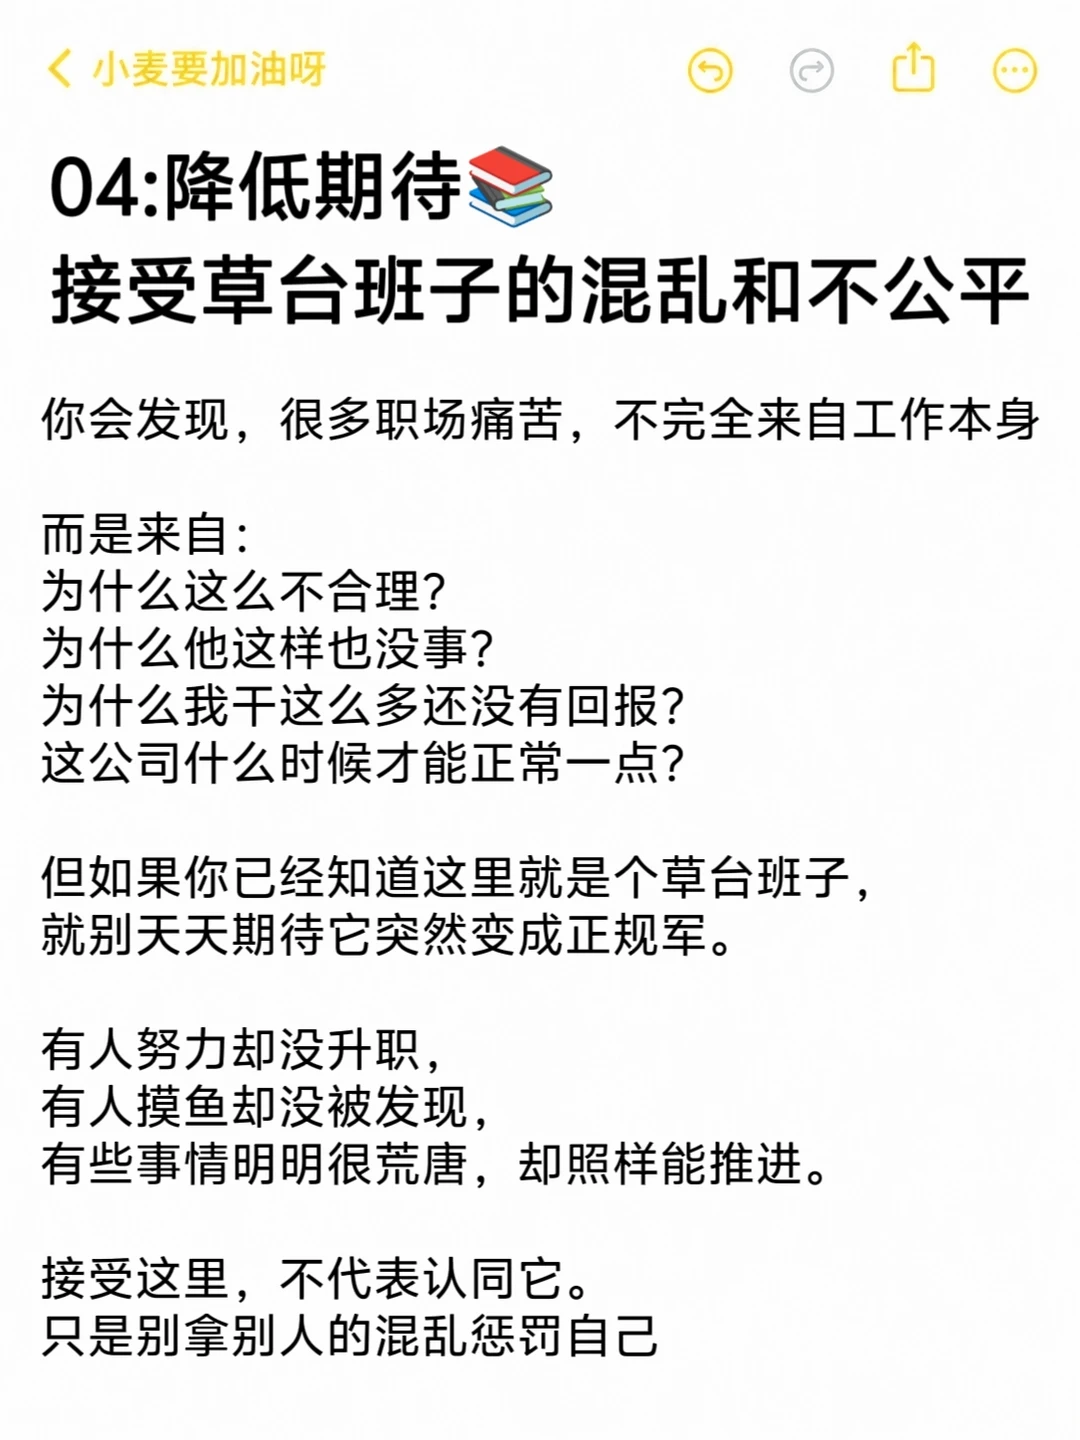 小麦要加油呀
04:降低期待📚
接受草台班子的混乱和不公平
你会发现，很多职场痛苦，不完全来自工作本身
而是来自：
为什么这么不合理？
为什么他这样也没事？
为什么我干这么多还没有回报？
这公司什么时候才能正常一点？
但如果你已经知道这里就是个草台班子，
就别天天期待它突然变成正规军。
有人努力却没升职，
有人摸鱼却没被发现，
有些事情明明很荒唐，却照样能推进。
接受这里，不代表认同它。
只是别拿别人的混乱惩罚自己